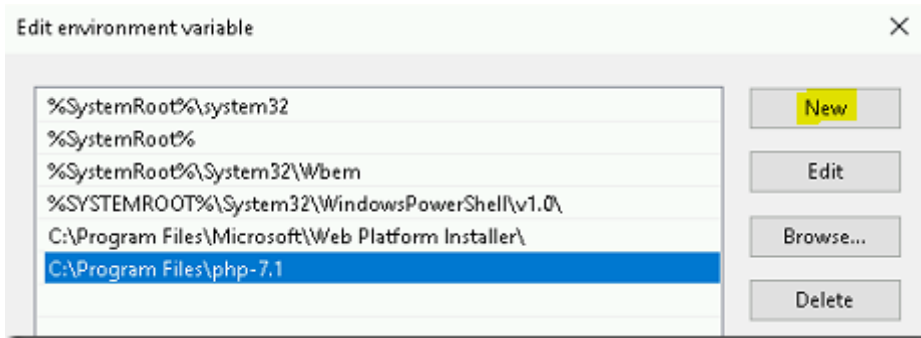 Edit environment variable
%SystemRoot%\system32
New
%SystemRoot%
%SystemRoot%\System32\Wbem
Edit
%SYSTEMROOT%\System32\WindowsPowerShell\v1.0\
C:\Program Files\Microsoft\Web Platform Installer\
Browse...
C:\Program Files\php-7.1
Delete